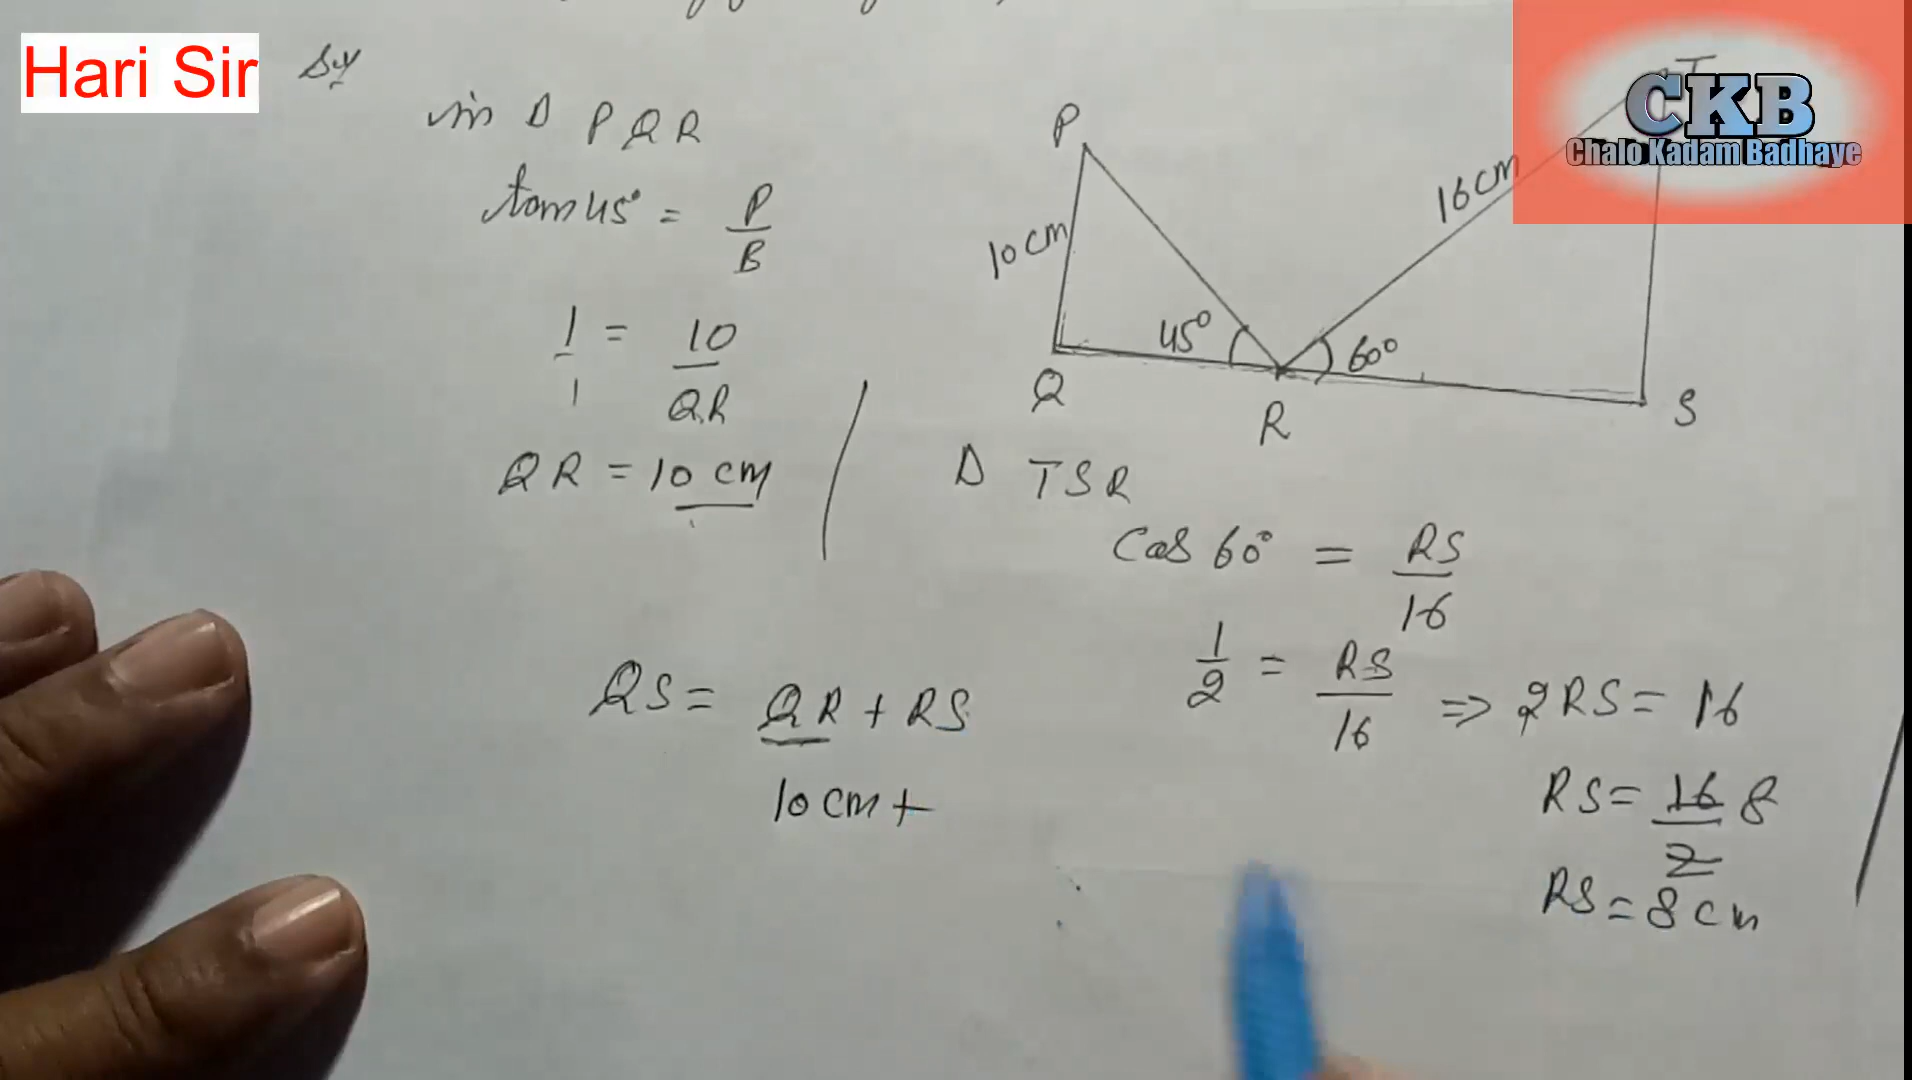 Hari Sir
CKB
Chalo Kadam Badhaye
in Δ PQR
tan 45° = P/B
1/1 = 10/QR
QR = 10 cm
P
10 cm
Q
45°
R
60°
16 cm
T
S
Δ TSR
Cos 60° = RS/16
1/2 = RS/16 ⇒ 2RS = 16
RS = 16/2 8
RS = 8 cm
QS = QR + RS
10 cm +